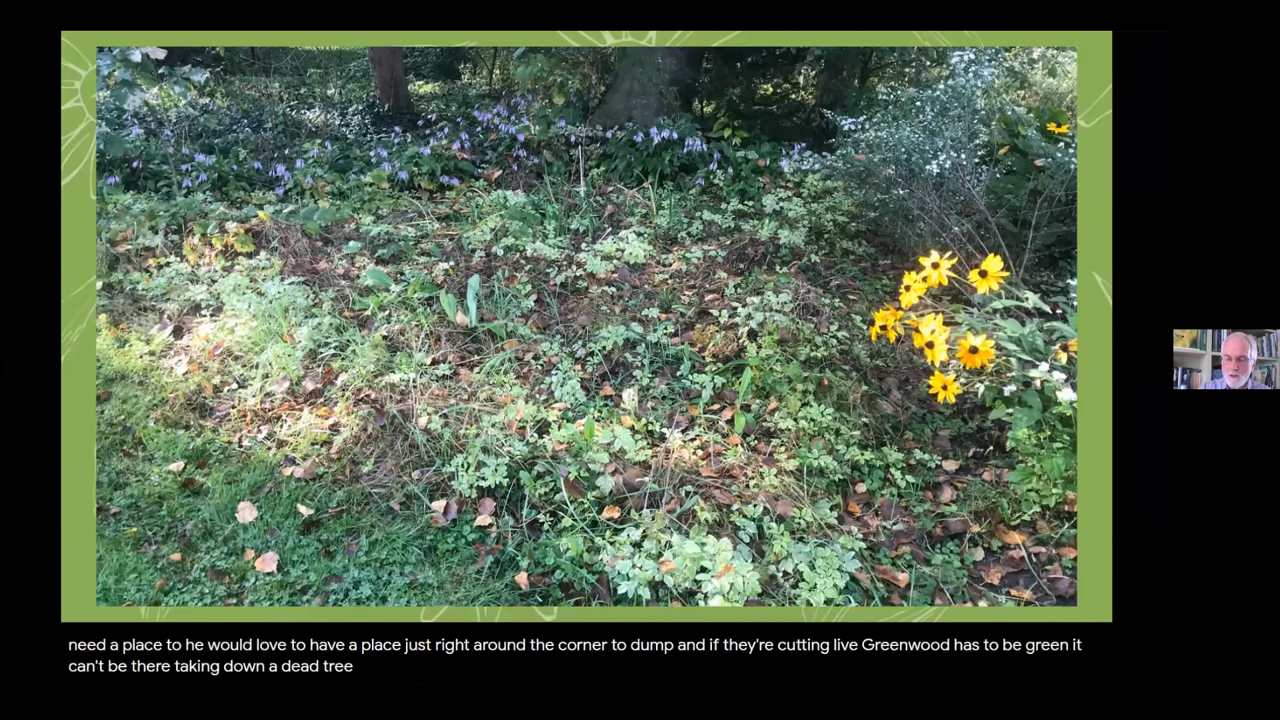 need a place to he would love to have a place just right around the corner to dump and if they're cutting live Greenwood has to be green it
can't be there taking down a dead tree